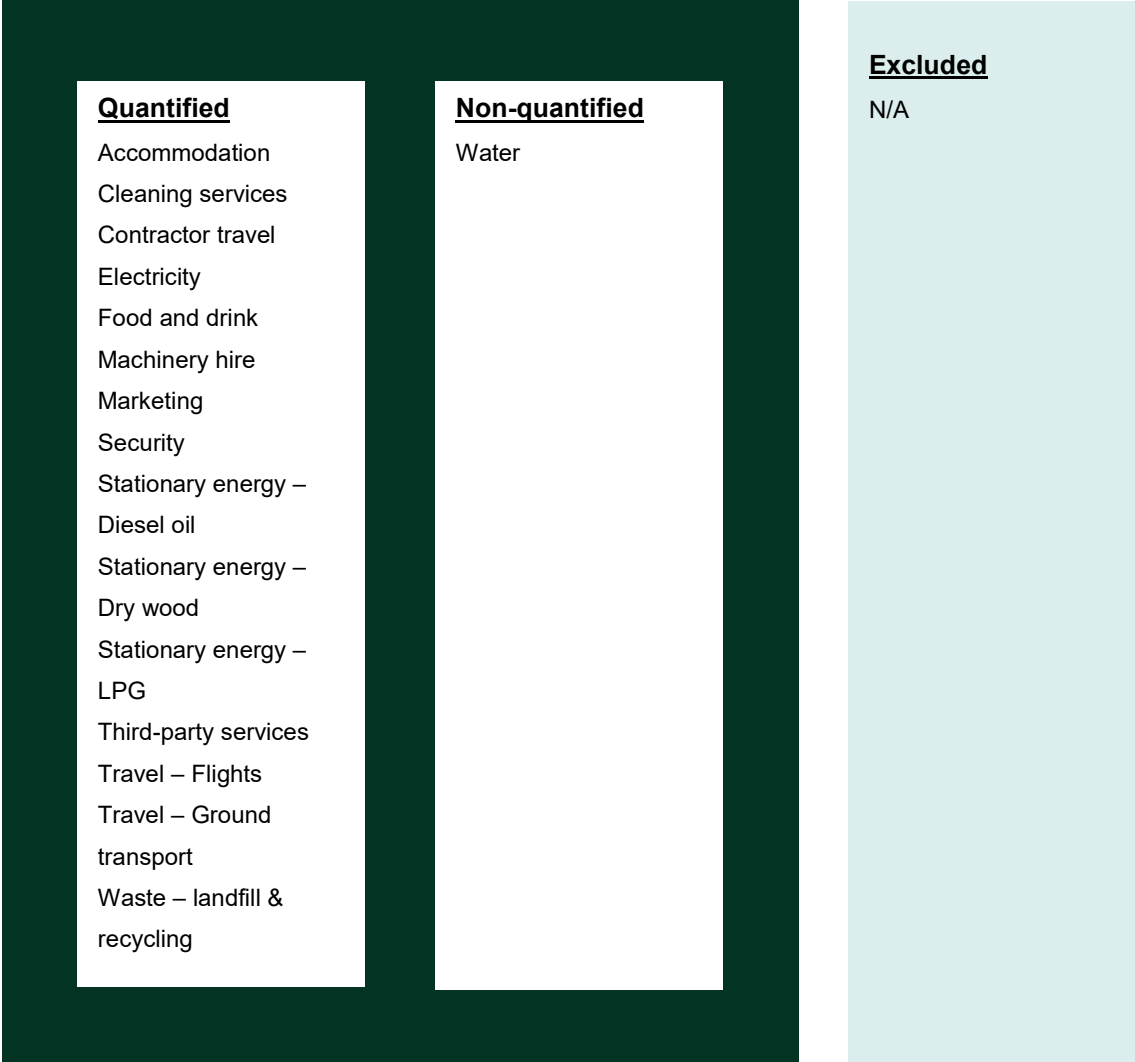 Quantified
Accommodation
Cleaning services
Contractor travel
Electricity
Food and drink
Machinery hire
Marketing
Security
Stationary energy –
Diesel oil
Stationary energy –
Dry wood
Stationary energy –
LPG
Third-party services
Travel – Flights
Travel – Ground
transport
Waste – landfill &
recycling
Non-quantified
Water
Excluded
N/A